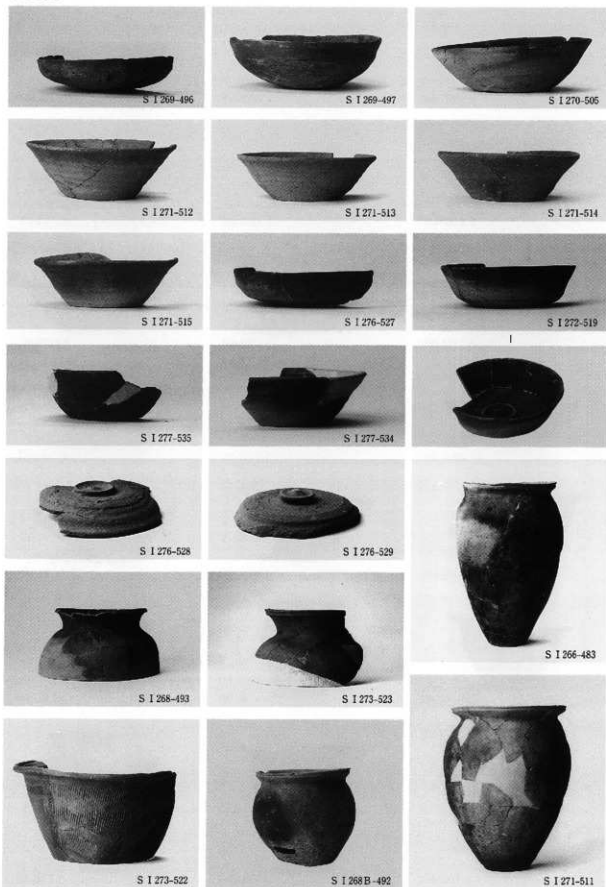 S I 269-496
S I 269-497
S I 270-505
S I 271-512
S I 271-513
S I 271-514
S I 271-515
S I 276-527
S I 272-519
S I 277-535
S I 277-534
S I 276-528
S I 276-529
S I 266-483
S I 268-493
S I 273-523
S I 273-522
S I 268B-492
S I 271-511